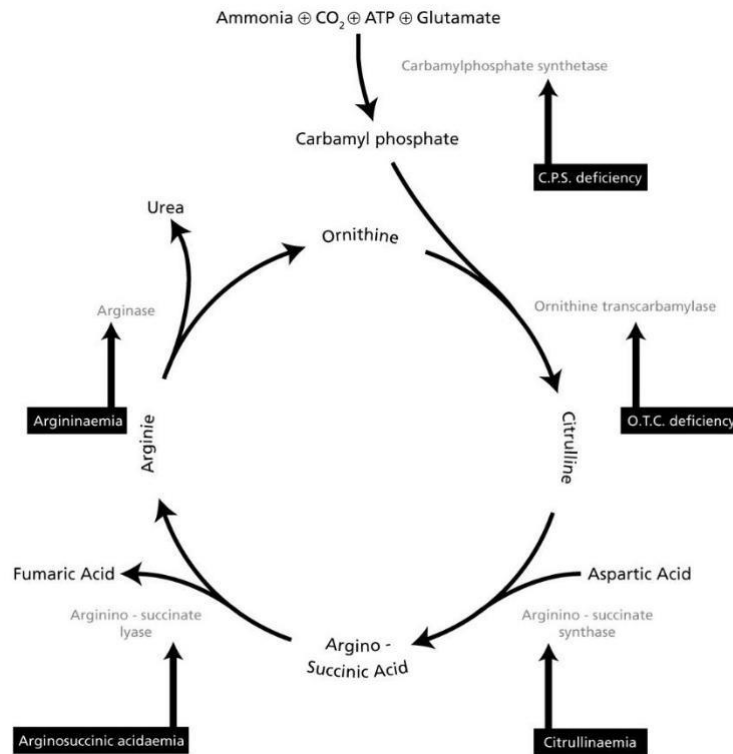 Ammonia ⊕ CO₂ ⊕ ATP ⊕ Glutamate
Carbamylphosphate synthetase
Carbamyl phosphate
C.P.S. deficiency
Urea
Ornithine
Arginase
Ornithine transcarbamylase
Argininaemia
O.T.C. deficiency
Arginie
Citrulline
Fumaric Acid
Aspartic Acid
Arginino - succinate
lyase
Arginino - succinate
synthase
Argino -
Succinic Acid
Arginosuccinic acidaemia
Citrullinaemia